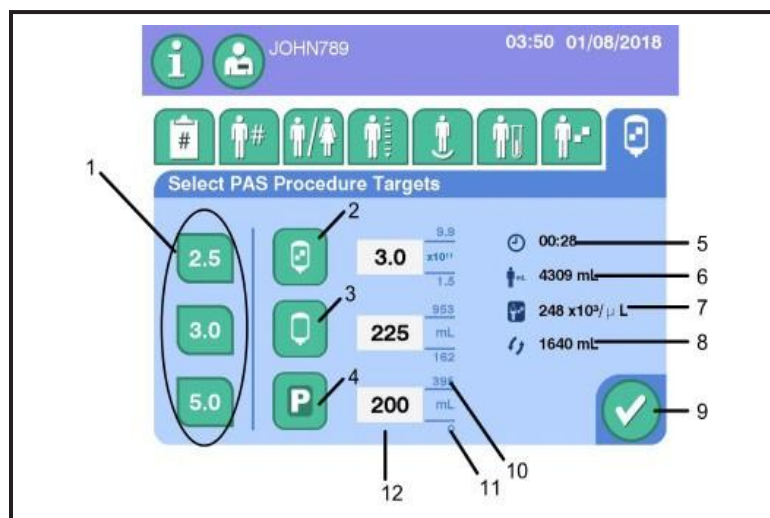 JOHN789
03:50 01/08/2018
#
#
Select PAS Procedure Targets
1
2.5
3.0
5.0
2
3.0
9.9
x10¹¹
1.5
3
225
953
mL
162
4
P
200
395
mL
0
00:28
5
mL
4309 mL
6
248 x10³/μ L
7
1640 mL
8
9
10
11
12